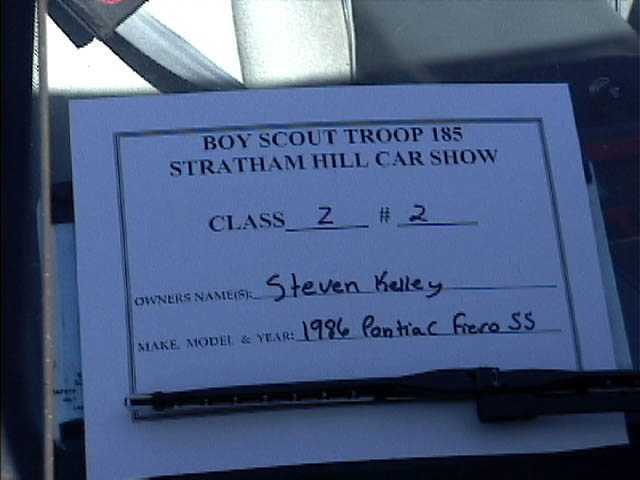 BOY SCOUT TROOP 185
STRATHAM HILL CAR SHOW
CLASS Z # 2
OWNERS NAME(S): Steven Kelley
MAKE, MODEL & YEAR: 1986 Pontiac Fiero SS